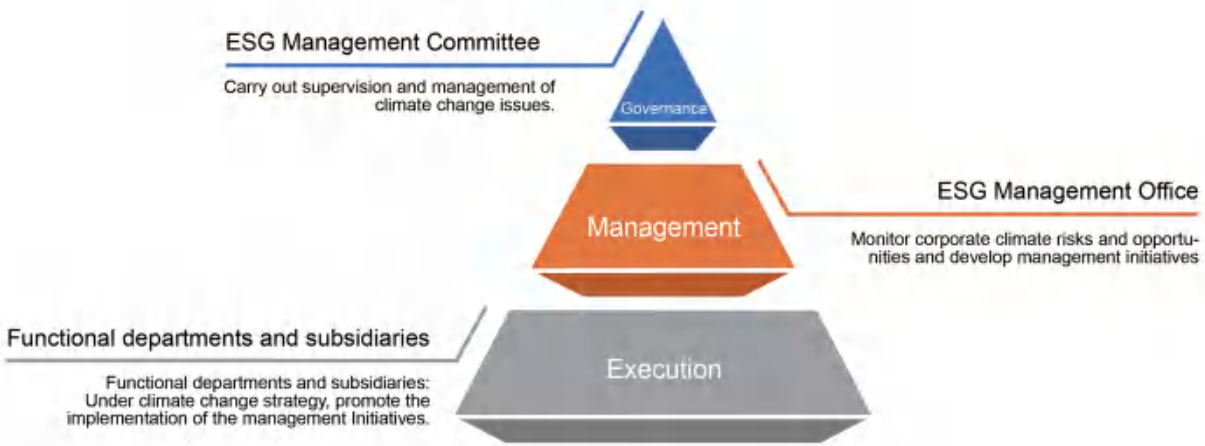 ESG Management Committee
Carry out supervision and management of
climate change issues.
Governance
ESG Management Office
Management
Monitor corporate climate risks and opportu-
nities and develop management initiatives
Functional departments and subsidiaries
Execution
Functional departments and subsidiaries:
Under climate change strategy, promote the
implementation of the management Initiatives.